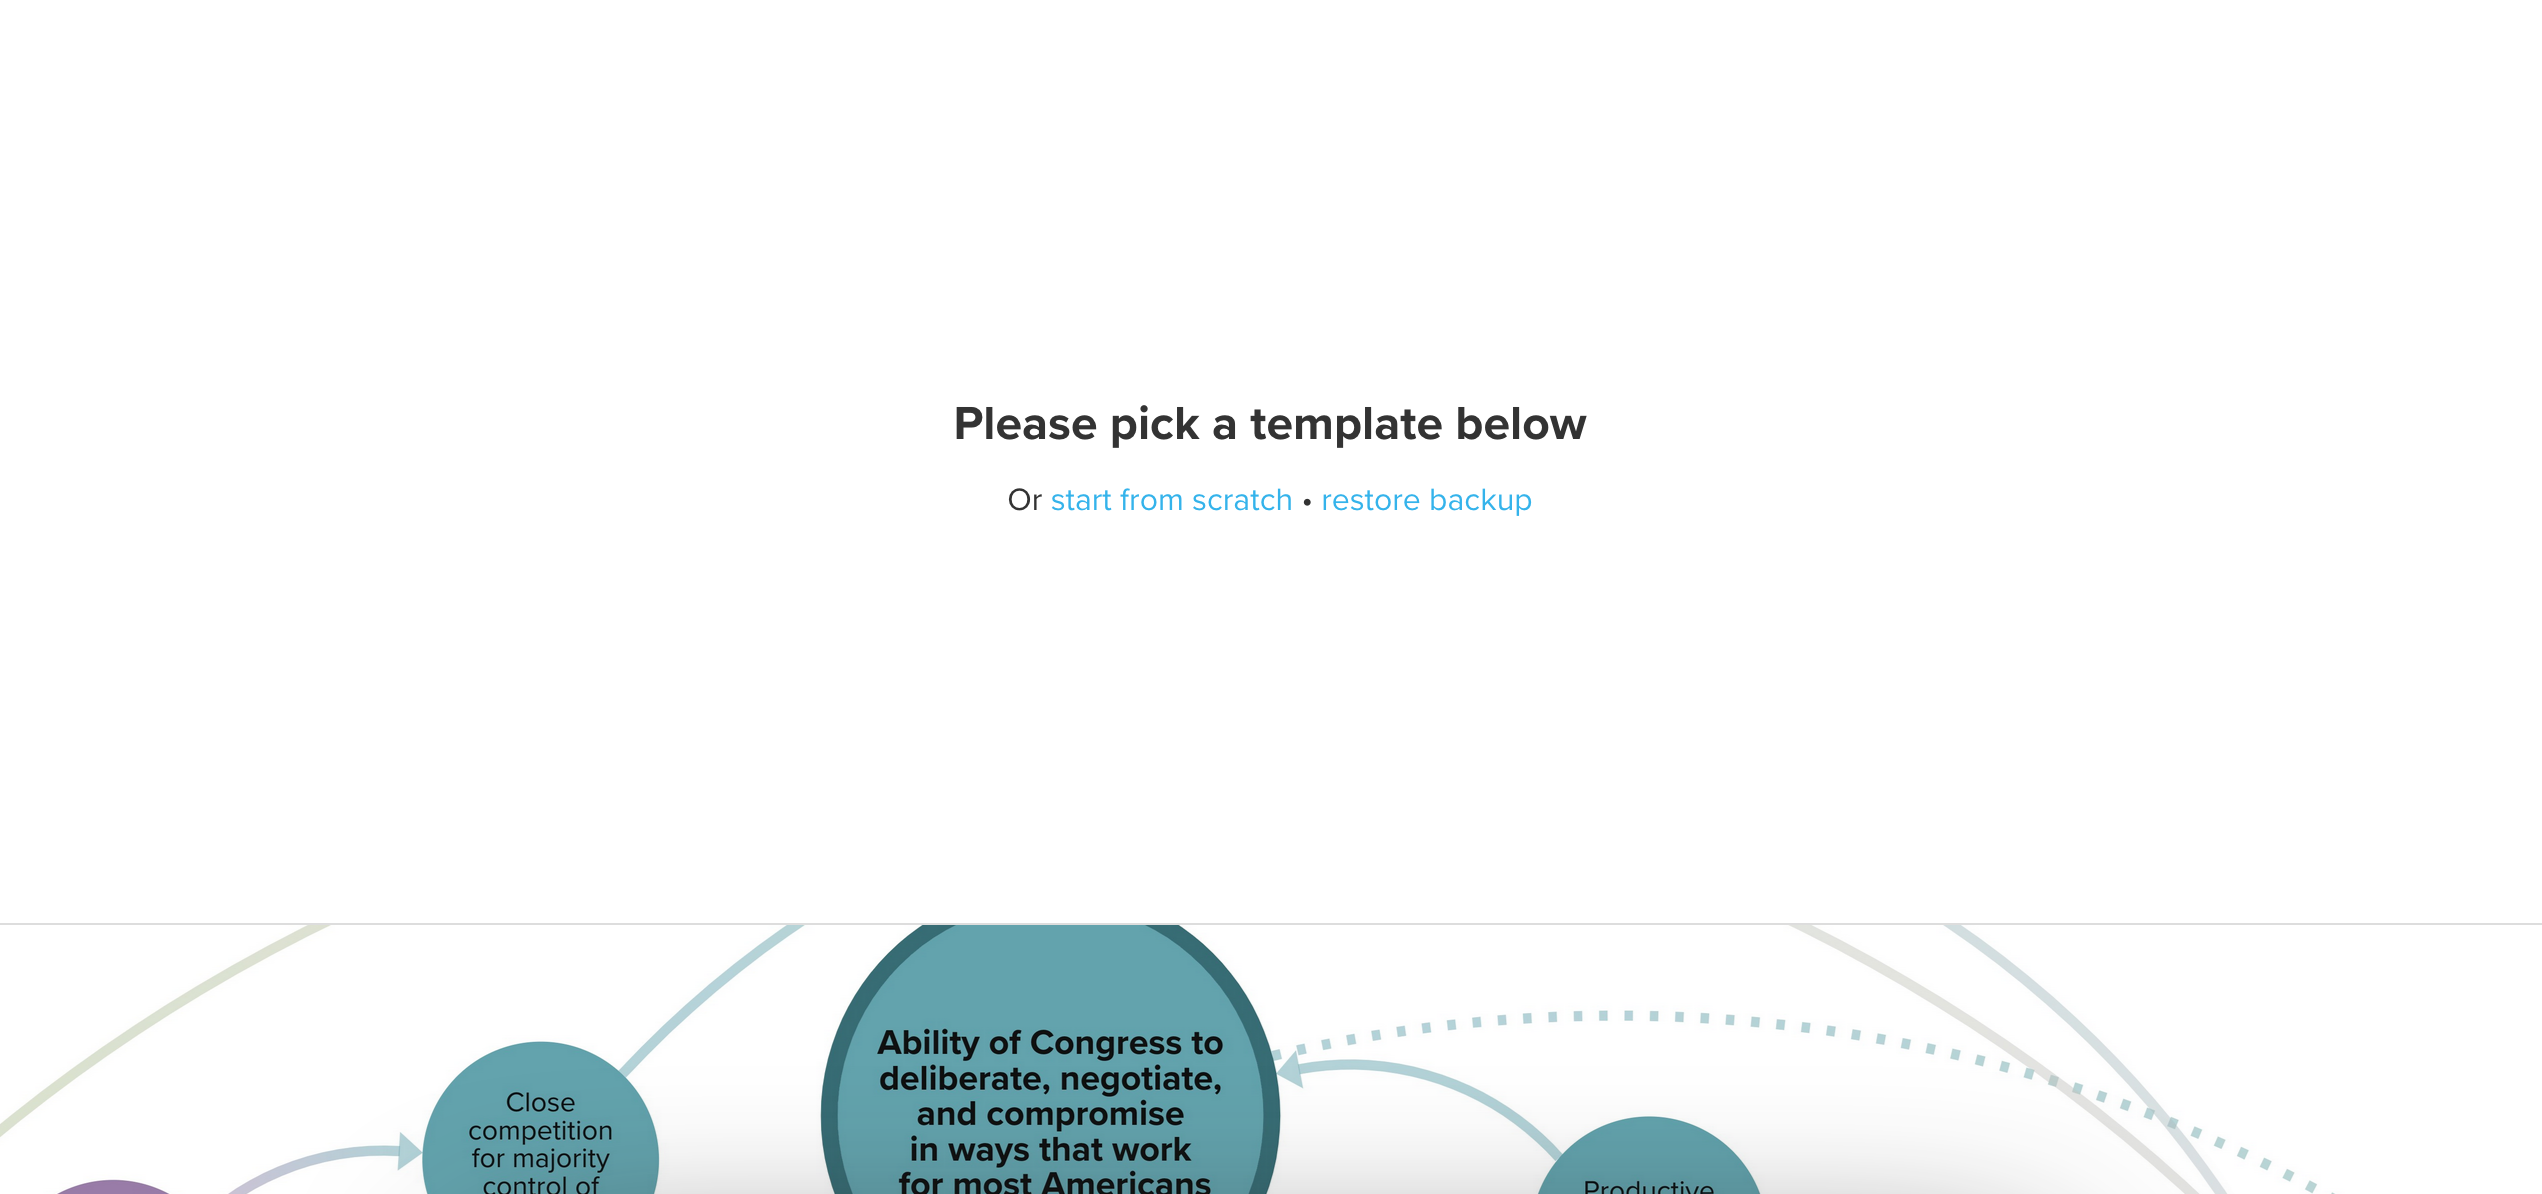 Please pick a template below
Or start from scratch • restore backup
Ability of Congress to
deliberate, negotiate,
and compromise
in ways that work
for most Americans
Close
competition
for majority
control of
Productive